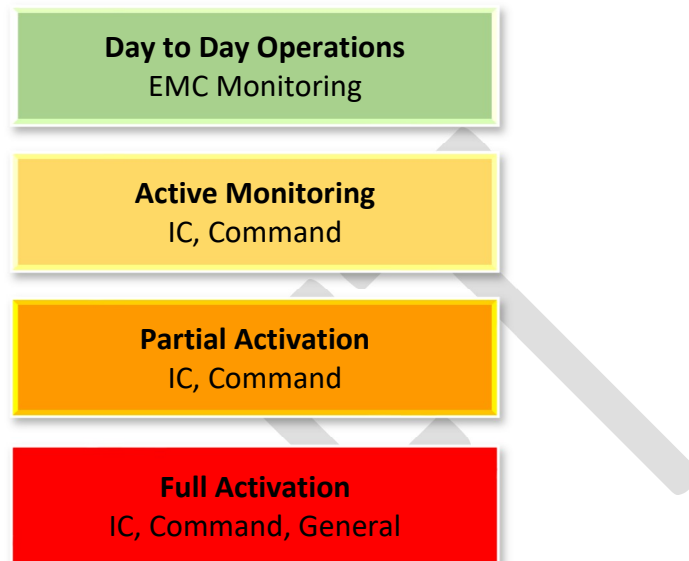 Day to Day Operations
EMC Monitoring
Active Monitoring
IC, Command
Partial Activation
IC, Command
Full Activation
IC, Command, General